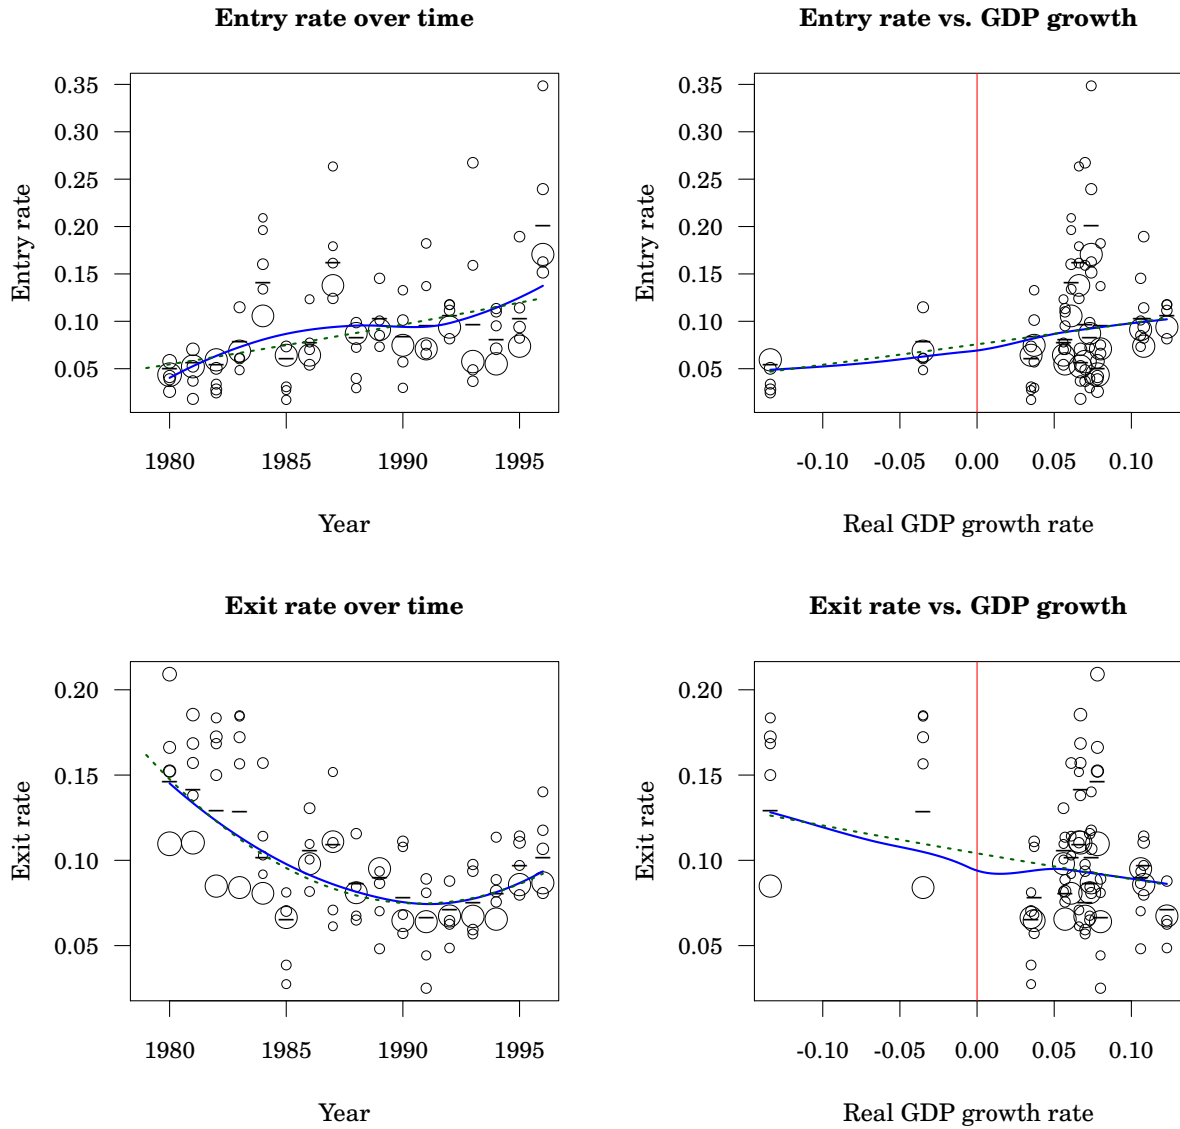 Entry rate over time
Entry rate
0.35
0.30
0.25
0.20
0.15
0.10
0.05
1980 1985 1990 1995
Year
Entry rate vs. GDP growth
Entry rate
0.35
0.30
0.25
0.20
0.15
0.10
0.05
-0.10 -0.05 0.00 0.05 0.10
Real GDP growth rate
Exit rate over time
Exit rate
0.20
0.15
0.10
0.05
1980 1985 1990 1995
Year
Exit rate vs. GDP growth
Exit rate
0.20
0.15
0.10
0.05
-0.10 -0.05 0.00 0.05 0.10
Real GDP growth rate